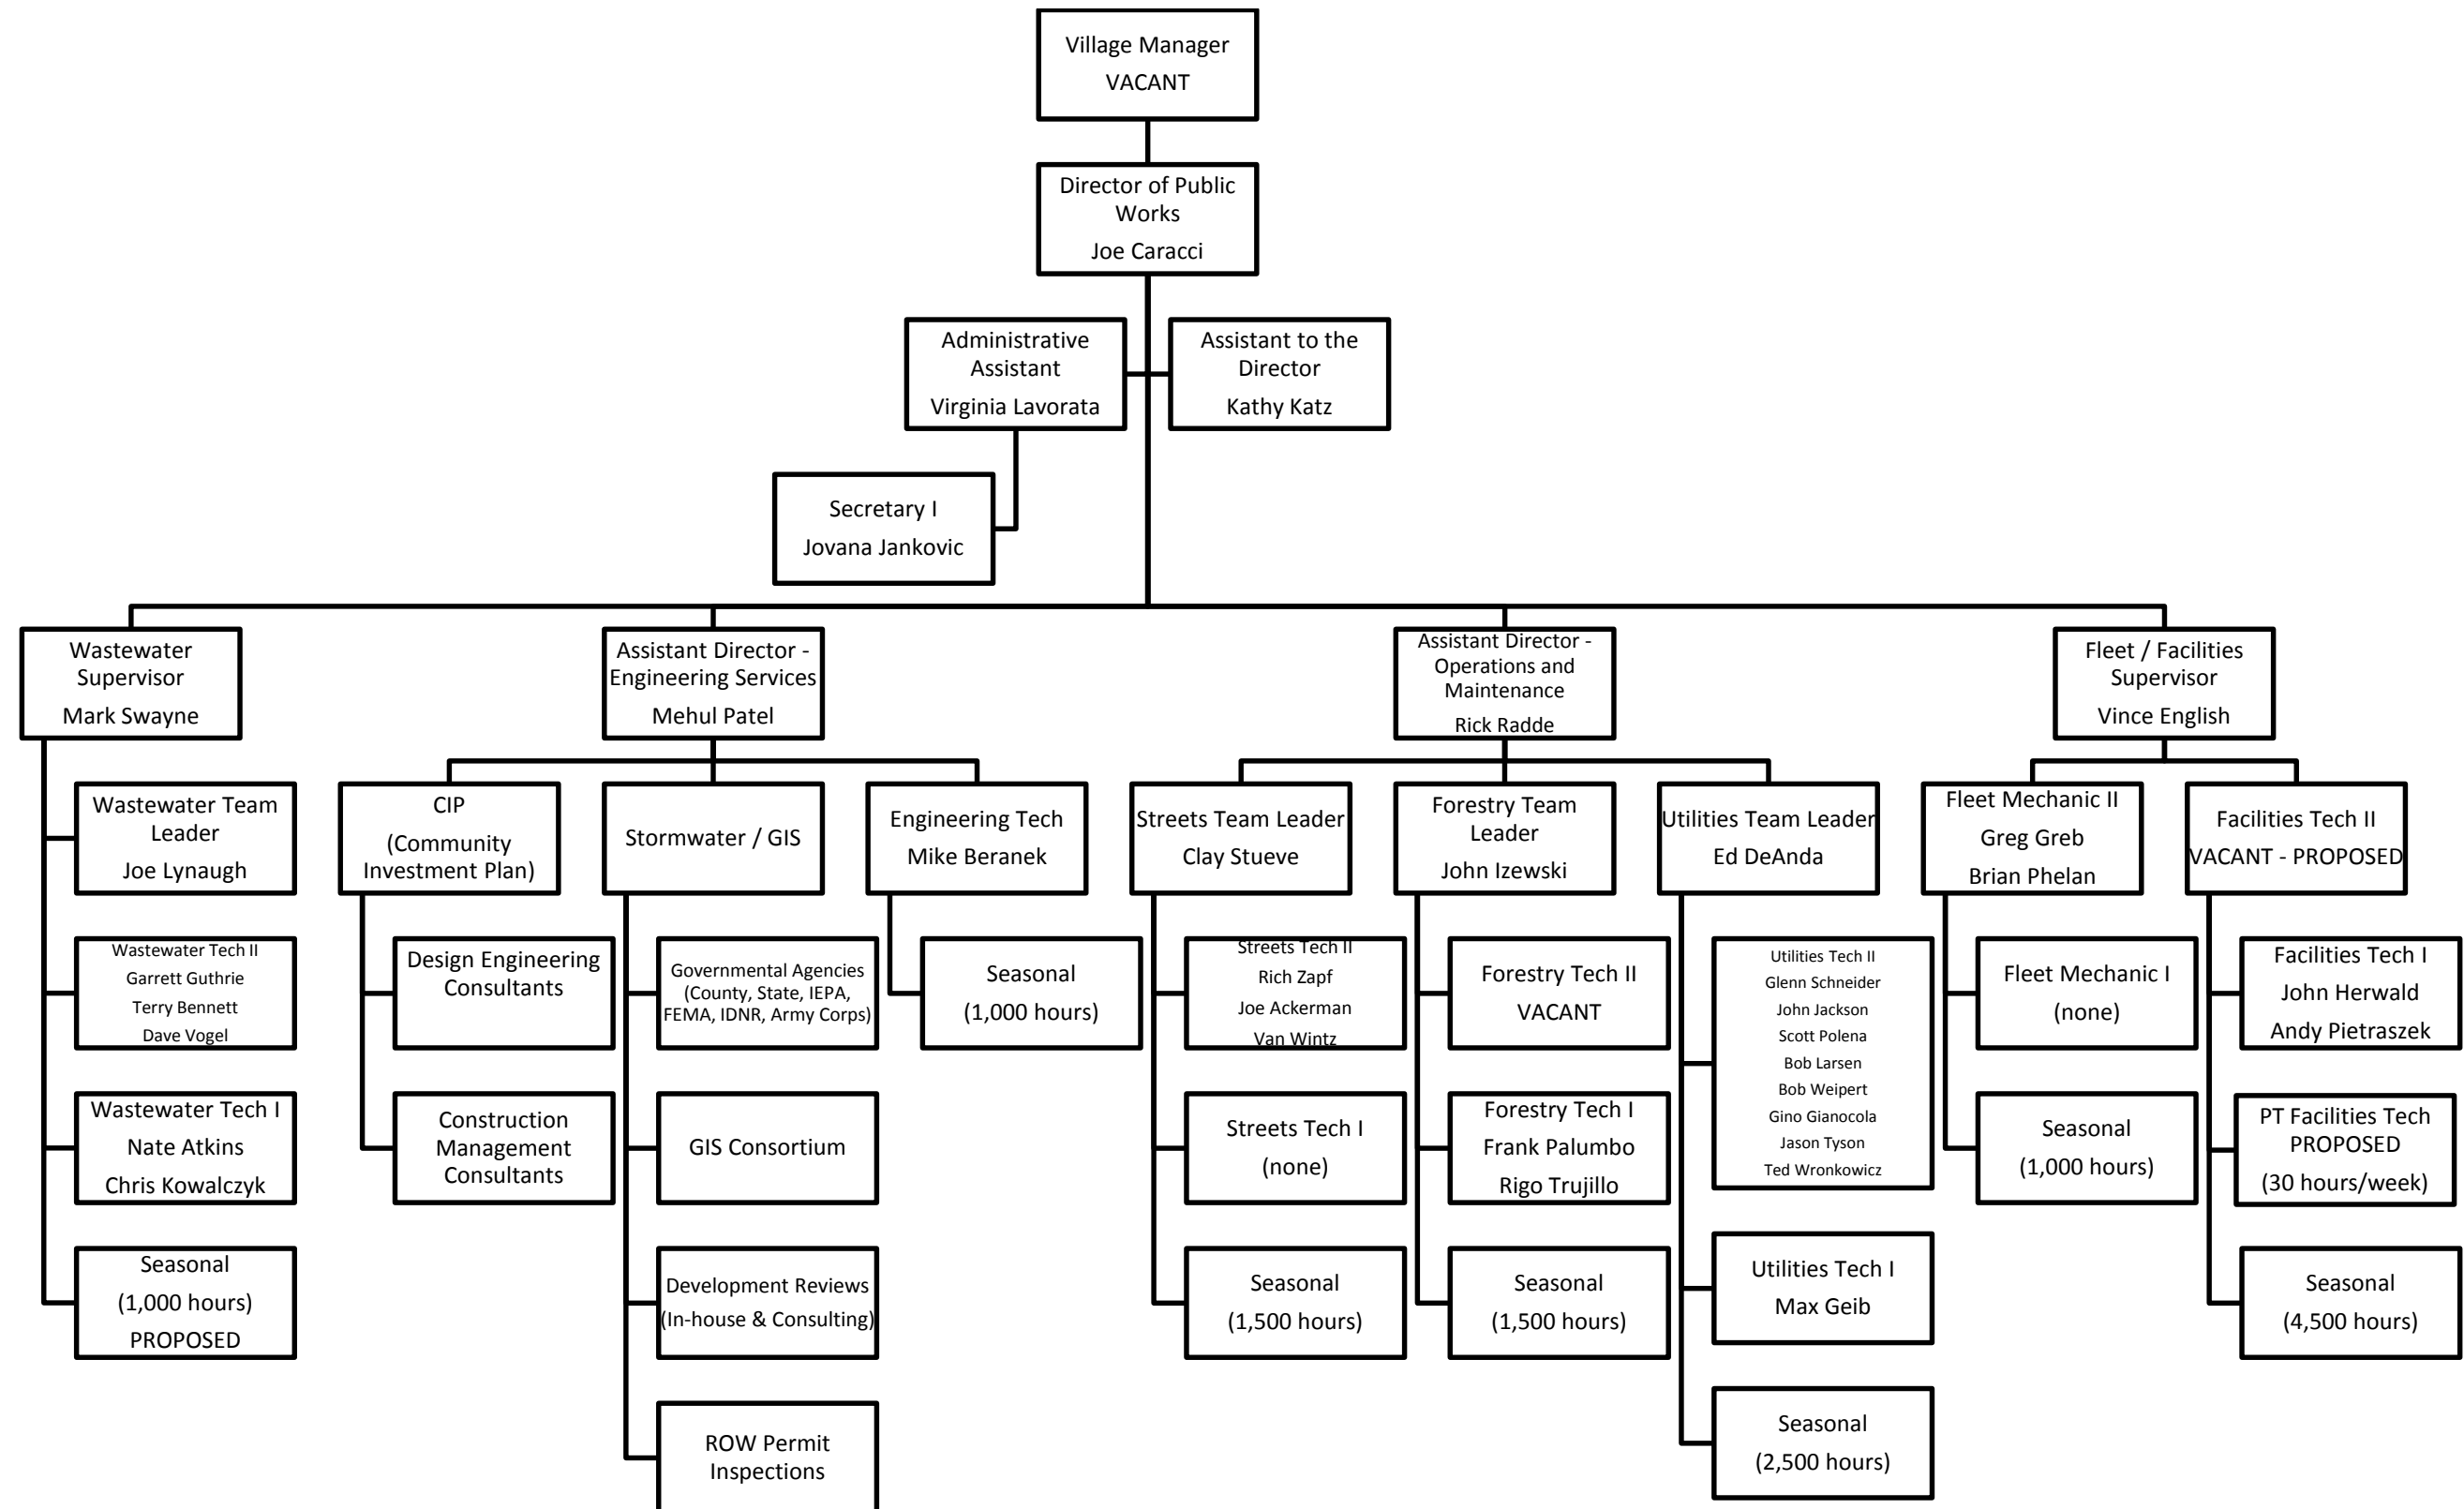 Village Manager
VACANT
Director of Public
Works
Joe Caracci
Administrative
Assistant
Virginia Lavorata
Assistant to the
Director
Kathy Katz
Secretary I
Jovana Jankovic
Wastewater
Supervisor
Mark Swayne
Assistant Director -
Engineering Services
Mehul Patel
Assistant Director -
Operations and
Maintenance
Rick Radde
Fleet / Facilities
Supervisor
Vince English
Wastewater Team
Leader
Joe Lynaugh
CIP
(Community
Investment Plan)
Stormwater / GIS
Engineering Tech
Mike Beranek
Streets Team Leader
Clay Stueve
Forestry Team
Leader
John Izewski
Utilities Team Leader
Ed DeAnda
Fleet Mechanic II
Greg Greb
Brian Phelan
Facilities Tech II
VACANT - PROPOSED
Wastewater Tech II
Garrett Guthrie
Terry Bennett
Dave Vogel
Design Engineering
Consultants
Governmental Agencies
(County, State, IEPA,
FEMA, IDNR, Army Corps)
Seasonal
(1,000 hours)
Streets Tech II
Rich Zapf
Joe Ackerman
Van Wintz
Forestry Tech II
VACANT
Utilities Tech II
Glenn Schneider
John Jackson
Scott Polena
Bob Larsen
Bob Weipert
Gino Gianocola
Jason Tyson
Ted Wronkowicz
Fleet Mechanic I
(none)
Facilities Tech I
John Herwald
Andy Pietraszek
Wastewater Tech I
Nate Atkins
Chris Kowalczyk
Construction
Management
Consultants
GIS Consortium
Streets Tech I
(none)
Forestry Tech I
Frank Palumbo
Rigo Trujillo
Seasonal
(1,000 hours)
PT Facilities Tech
PROPOSED
(30 hours/week)
Seasonal
(1,000 hours)
PROPOSED
Development Reviews
(In-house & Consulting)
Seasonal
(1,500 hours)
Seasonal
(1,500 hours)
Utilities Tech I
Max Geib
Seasonal
(4,500 hours)
ROW Permit
Inspections
Seasonal
(2,500 hours)